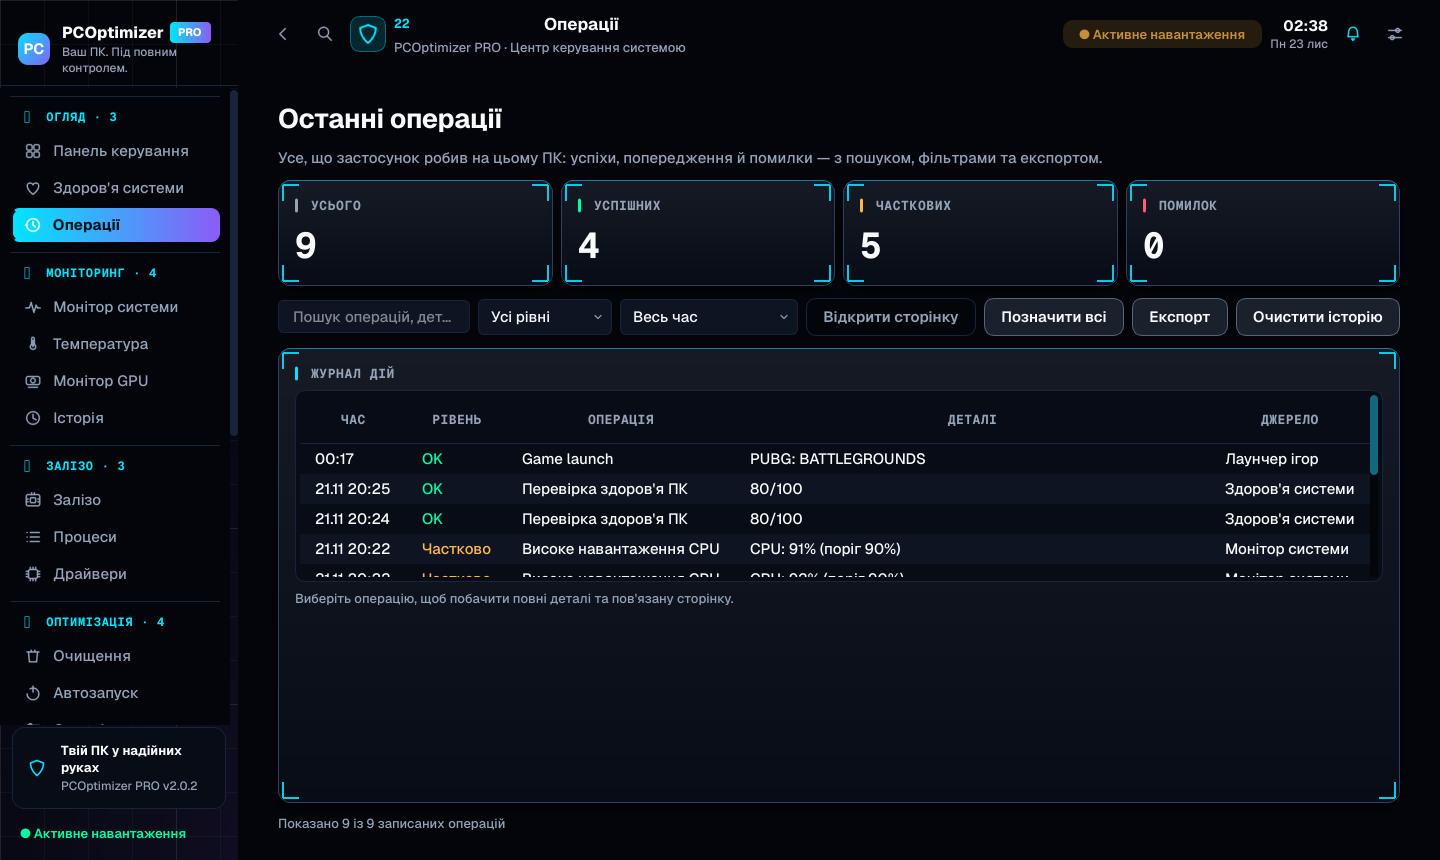 PC
PCOptimizer PRO
Ваш ПК. Під повним
контролем.
ОГЛЯД · 3
Панель керування
Здоров'я системи
Операції
МОНІТОРИНГ · 4
Монітор системи
Температура
Монітор GPU
Історія
ЗАЛІЗО · 3
Залізо
Процеси
Драйвери
ОПТИМІЗАЦІЯ · 4
Очищення
Автозапуск
Твій ПК у надійних
руках
PCOptimizer PRO v2.0.2
Активне навантаження
22
Операції
PCOptimizer PRO · Центр керування системою
Активне навантаження
02:38
Пн 23 лис
Останні операції
Усе, що застосунок робив на цьому ПК: успіхи, попередження й помилки — з пошуком, фільтрами та експортом.
УСЬОГО
9
УСПІШНИХ
4
ЧАСТКОВИХ
5
ПОМИЛОК
0
Пошук операцій, дет…
Усі рівні
Весь час
Відкрити сторінку
Позначити всі
Експорт
Очистити історію
ЖУРНАЛ ДІЙ
ЧАС РІВЕНЬ ОПЕРАЦІЯ ДЕТАЛІ ДЖЕРЕЛО
00:17 OK Game launch PUBG: BATTLEGROUNDS Лаунчер ігор
21.11 20:25 OK Перевірка здоров'я ПК 80/100 Здоров'я системи
21.11 20:24 OK Перевірка здоров'я ПК 80/100 Здоров'я системи
21.11 20:22 Частково Високе навантаження CPU CPU: 91% (поріг 90%) Монітор системи
Виберіть операцію, щоб побачити повні деталі та пов'язану сторінку.
Показано 9 із 9 записаних операцій